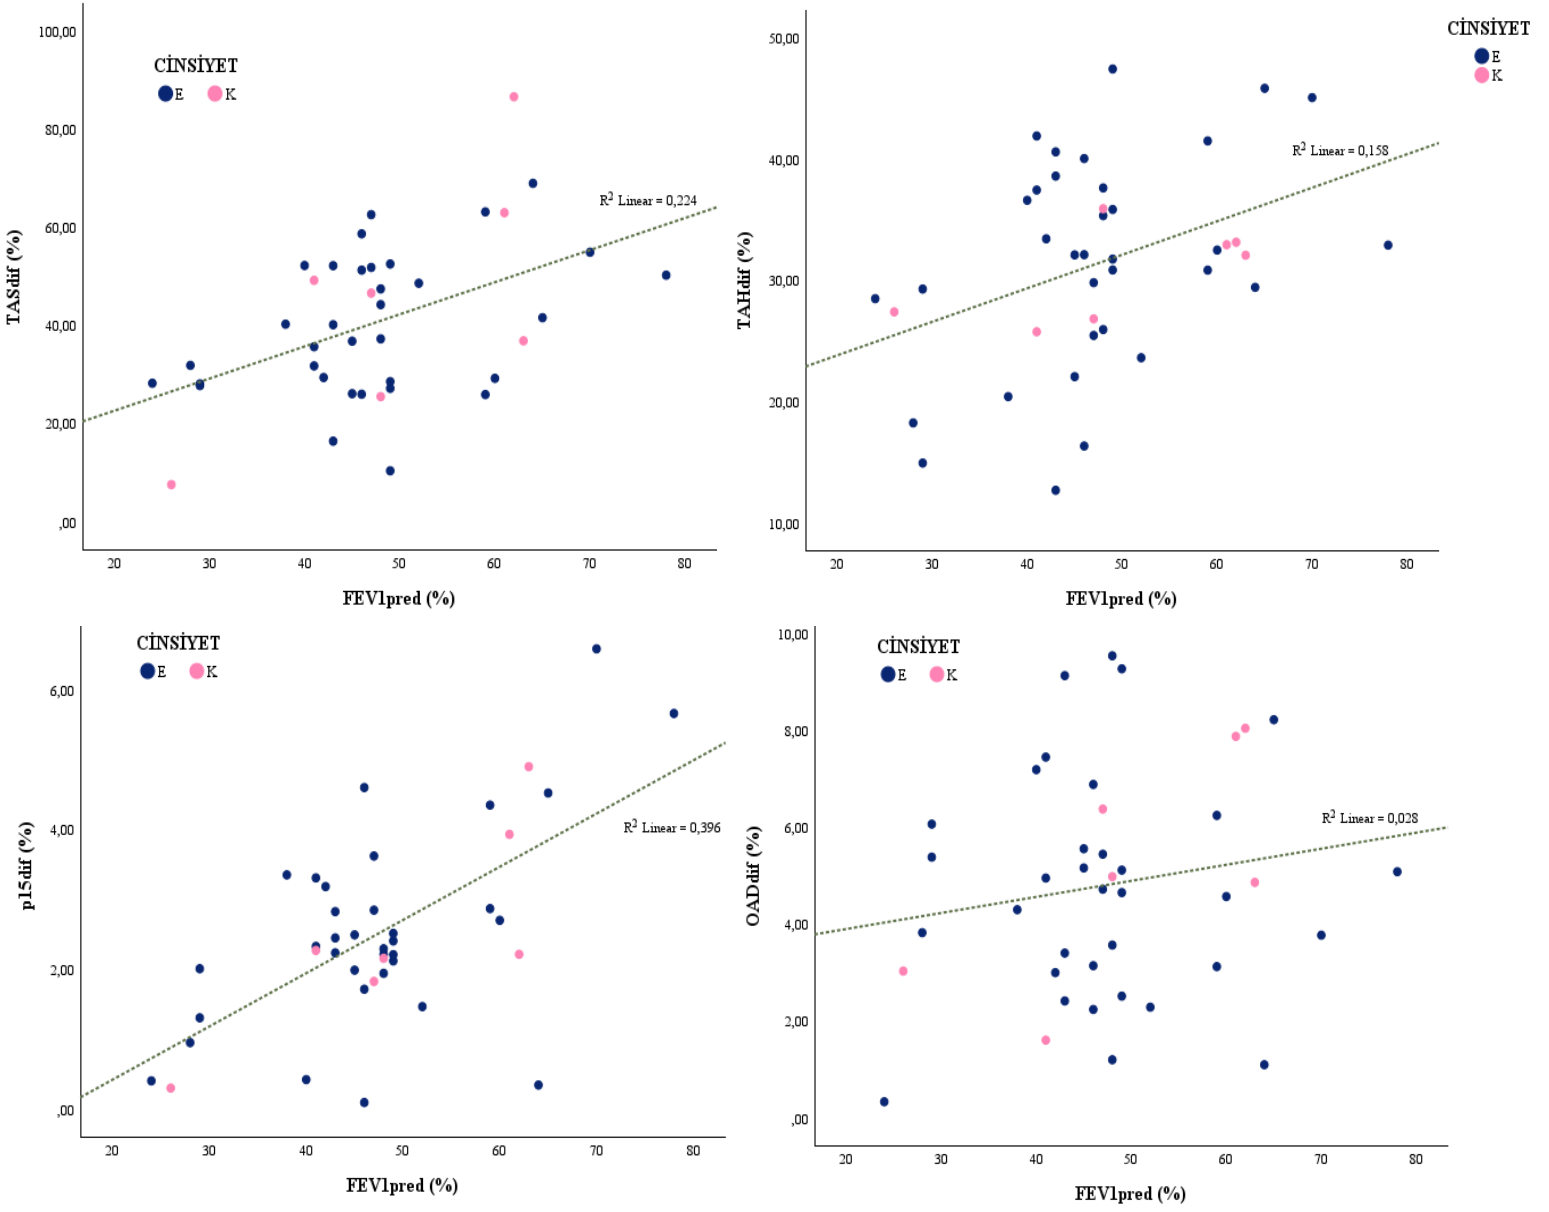 CİNSİYET
E K
100,00
80,00
60,00
40,00
20,00
,00
TASdif (%)
R2 Linear = 0,224
20 30 40 50 60 70 80
FEV1pred (%)
CİNSİYET
E
K
50,00
40,00
30,00
20,00
10,00
TAHdif (%)
R2 Linear = 0,158
20 30 40 50 60 70 80
FEV1pred (%)
CİNSİYET
E K
6,00
4,00
2,00
,00
p15dif (%)
R2 Linear = 0,396
20 30 40 50 60 70 80
FEV1pred (%)
CİNSİYET
E K
10,00
8,00
6,00
4,00
2,00
,00
OADdif (%)
R2 Linear = 0,028
20 30 40 50 60 70 80
FEV1pred (%)